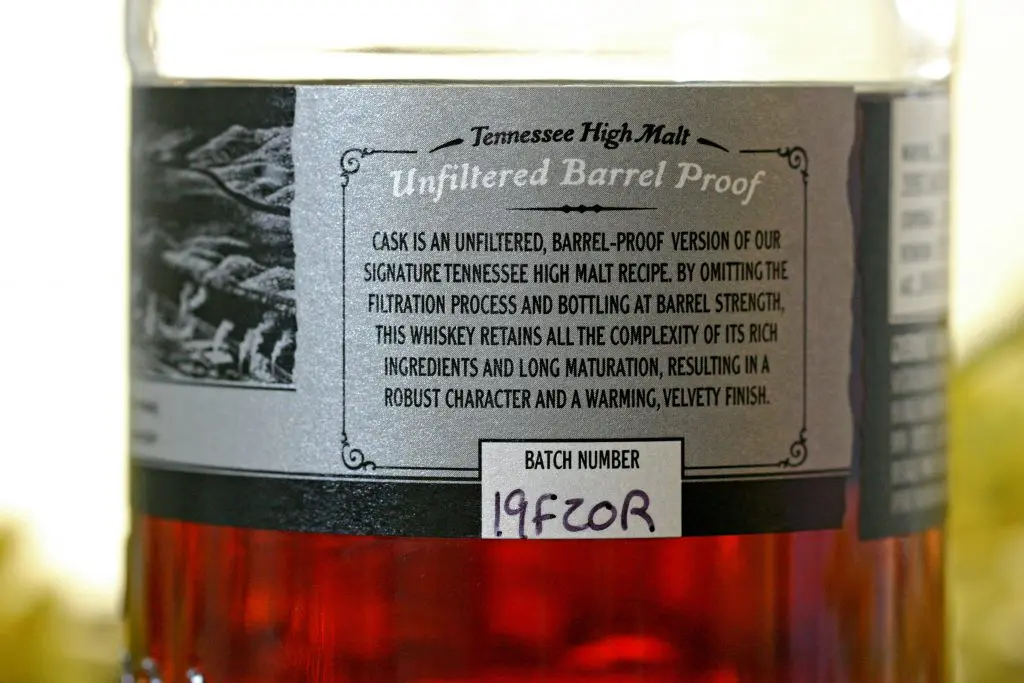 Tennessee High Malt
Unfiltered Barrel Proof
CASK IS AN UNFILTERED, BARREL-PROOF VERSION OF OUR
SIGNATURE TENNESSEE HIGH MALT RECIPE. BY OMITTING THE
FILTRATION PROCESS AND BOTTLING AT BARREL STRENGTH,
THIS WHISKEY RETAINS ALL THE COMPLEXITY OF ITS RICH
INGREDIENTS AND LONG MATURATION, RESULTING IN A
ROBUST CHARACTER AND A WARMING, VELVETY FINISH.
BATCH NUMBER
19F20R